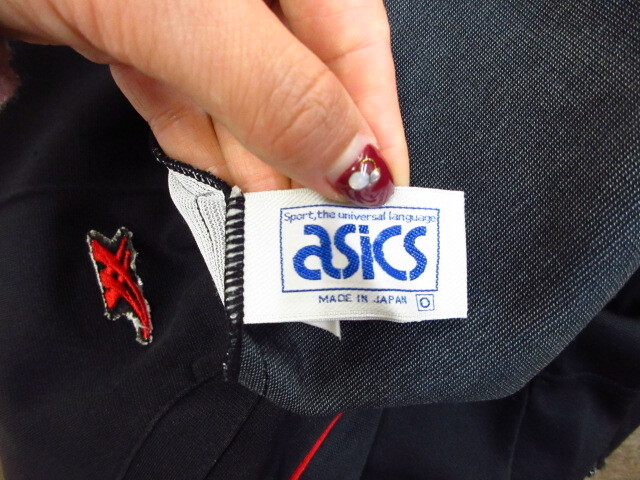 Sport, the universal language
asics
MADE IN JAPAN O